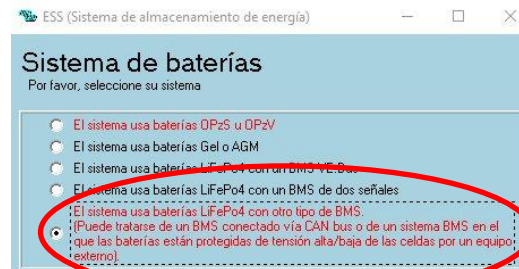 ESS (Sistema de almacenamiento de energía)
Sistema de baterías
Por favor, seleccione su sistema
El sistema usa baterías OPzS u OPzV
El sistema usa baterías Gel o AGM
El sistema usa baterías LiFePo4 con un BMS VE.Bus
El sistema usa baterías LiFePo4 con un BMS de dos señales
El sistema usa baterías LiFePo4 con otro tipo de BMS.
(Puede tratarse de un BMS conectado vía CAN bus o de un sistema BMS en el
que las baterías están protegidas de tensión alta/baja de las celdas por un equipo
externo).